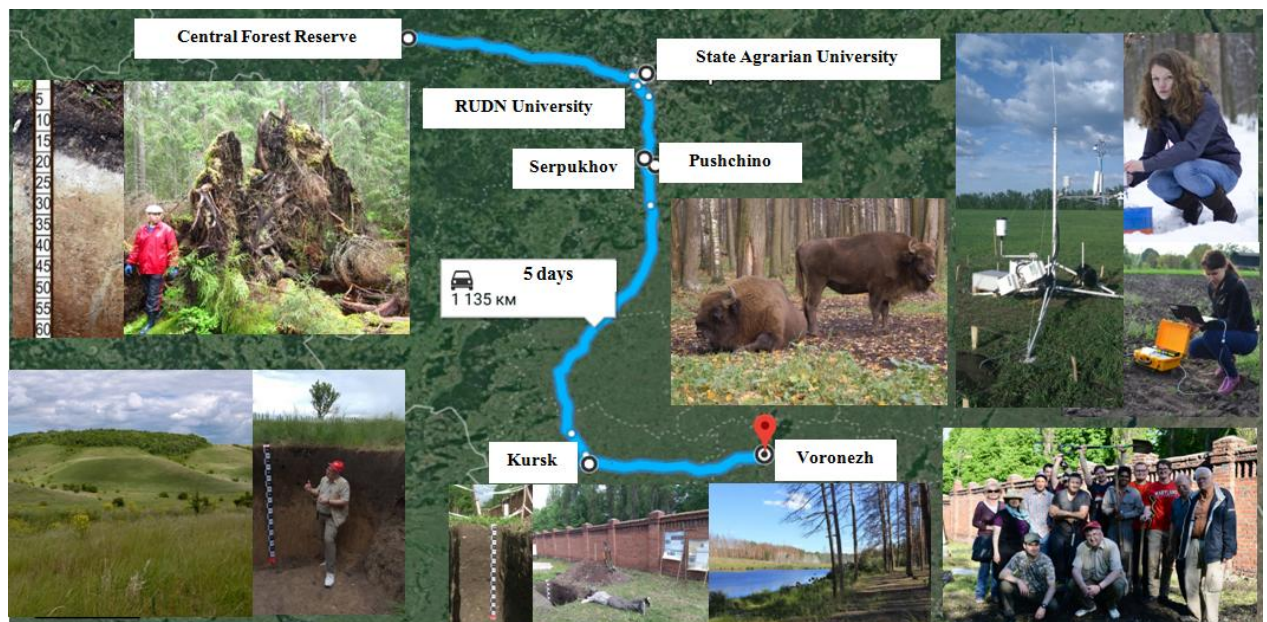 Central Forest Reserve
State Agrarian University
RUDN University
Serpukhov
Pushchino
5 days
1 135 км
Kursk
Voronezh
5
10
15
20
25
30
35
40
45
50
55
60
MARYLAND